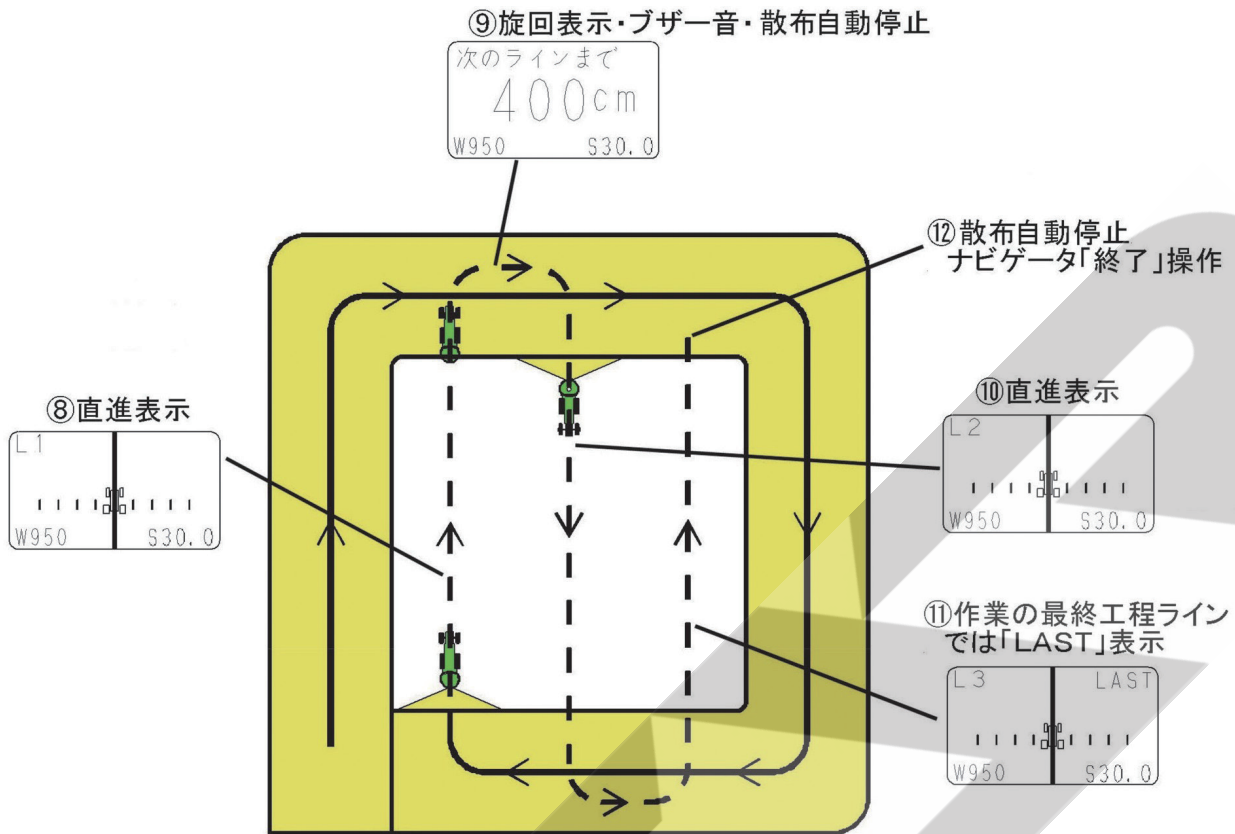 ⑨旋回表示・ブザー音・散布自動停止
次のラインまで
400cm
W950 S30.0
⑫散布自動停止
ナビゲータ「終了」操作
⑧直進表示
L1
W950 S30.0
⑩直進表示
L2
W950 S30.0
⑪作業の最終工程ライン
では「LAST」表示
L3 LAST
W950 S30.0